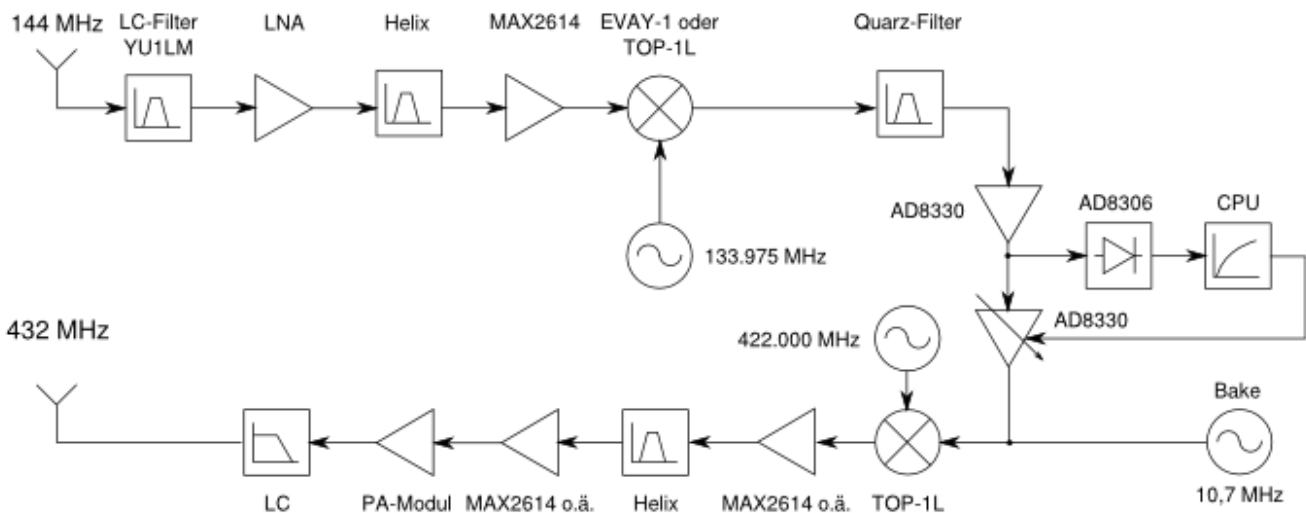 144 MHz
LC-Filter
YU1LM
LNA
Helix
MAX2614
EVAY-1 oder
TOP-1L
Quarz-Filter
133.975 MHz
AD8330
AD8306
CPU
432 MHz
422.000 MHz
AD8330
Bake
LC
PA-Modul
MAX2614 o.ä.
Helix
MAX2614 o.ä.
TOP-1L
10,7 MHz